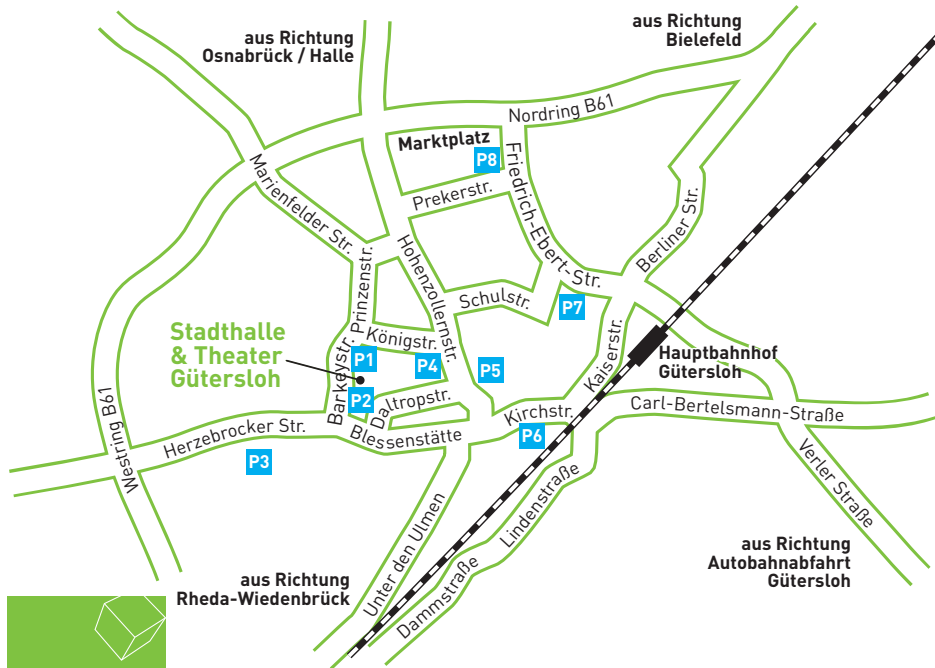 aus Richtung
Osnabrück / Halle
aus Richtung
Bielefeld
Nordring B61
Marktplatz
P8
Prekerstr.
Friedrich-Ebert-Str.
Marienfelder Str.
Hohenzollernstr.
Berliner Str.
Prinzenstr.
Schulstr.
P7
Stadthalle
& Theater
Gütersloh
Königstr.
P1
P4
P5
Kaiserstr.
Hauptbahnhof
Gütersloh
Barkeystr.
P2
Daltropstr.
Kirchstr.
Carl-Bertelsmann-Straße
Westring B61
Herzebrocker Str.
Blessenstätte
P6
P3
Verler Straße
Lindenstraße
Unter den Ulmen
Dammstraße
aus Richtung
Autobahnabfahrt
Gütersloh
aus Richtung
Rheda-Wiedenbrück